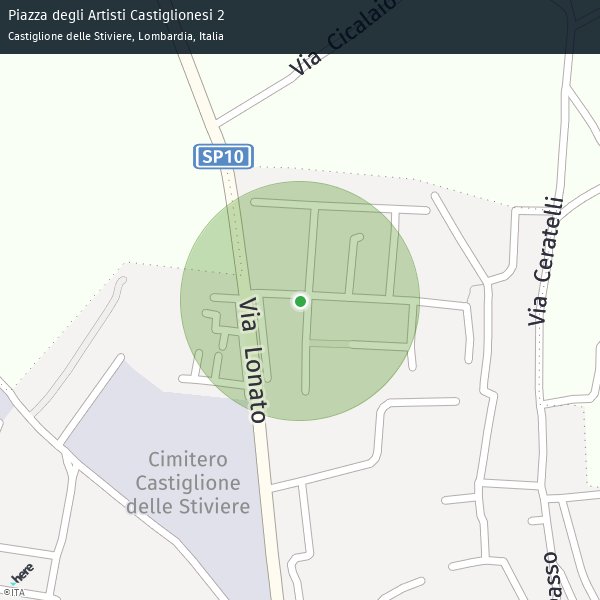 Piazza degli Artisti Castiglionesi 2
Castiglione delle Stiviere, Lombardia, Italia
Via Cicalaio
SP10
Via Ceratelli
Via Lonato
Cimitero
Castiglione
delle Stiviere
basso
here
©ITA